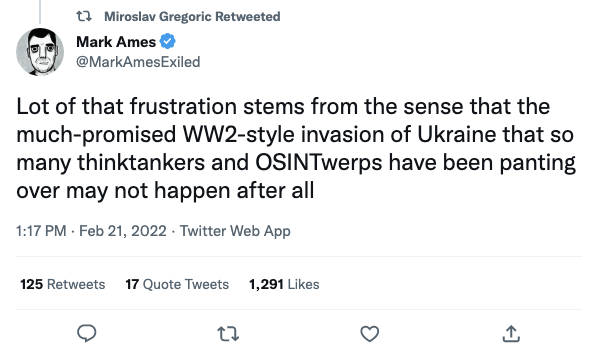 Miroslav Gregoric Retweeted
Mark Ames
@MarkAmesExiled
Lot of that frustration stems from the sense that the
much-promised WW2-style invasion of Ukraine that so
many thinktankers and OSINTwerps have been panting
over may not happen after all
1:17 PM · Feb 21, 2022 · Twitter Web App
125 Retweets 17 Quote Tweets 1,291 Likes